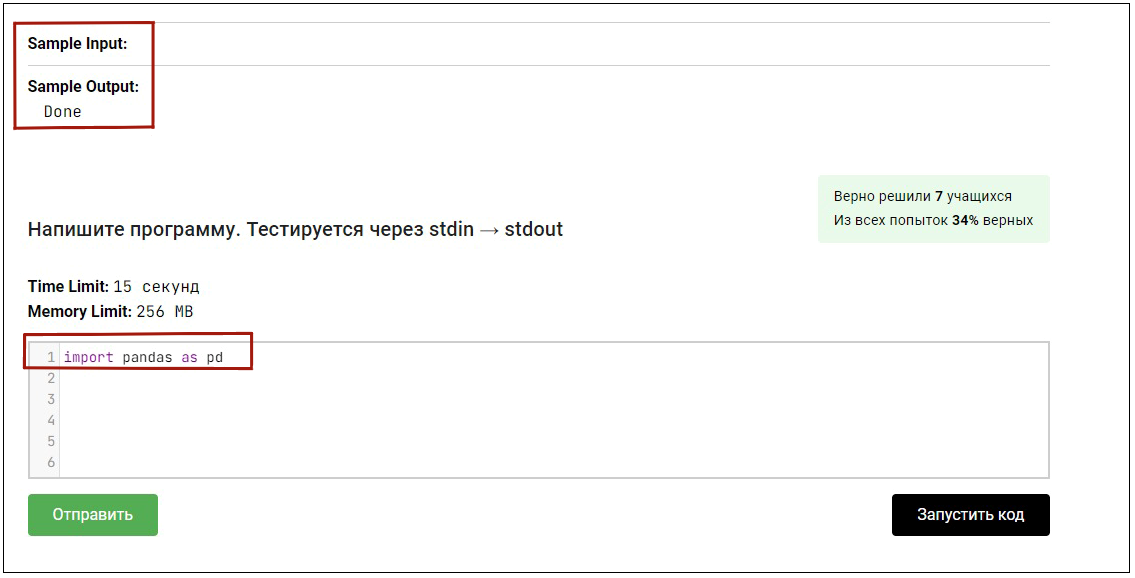 Sample Input:
Sample Output:
Done
Верно решили 7 учащихся
Из всех попыток 34% верных
Напишите программу. Тестируется через stdin → stdout
Time Limit: 15 секунд
Memory Limit: 256 MB
1 import pandas as pd
2
3
4
5
6
Отправить
Запустить код